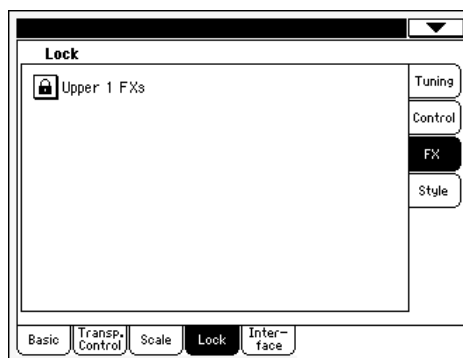 Lock
Upper 1 FXs
Tuning
Control
FX
Style
Basic
Transp.
Control
Scale
Lock
Inter-
face